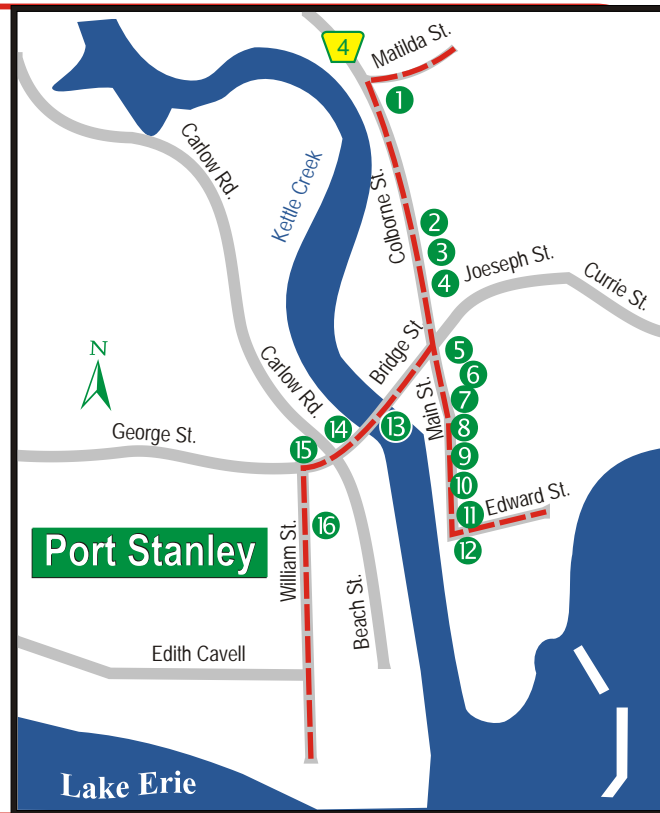 4
Matilda St.
1
Carlow Rd.
Kettle Creek
Colborne St.
2
3
4
Joeseph St.
Currie St.
N
Carlow Rd.
Bridge St.
5
6
7
Main St.
8
13
14
George St.
15
9
10
Edward St.
11
12
16
Port Stanley
William St.
Beach St.
Edith Cavell
Lake Erie